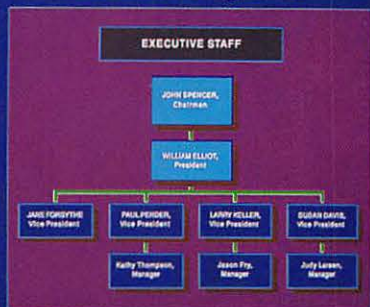 EXECUTIVE STAFF
JOHN SPENCER,
Chairman
WILLIAM ELLIOT,
President
JANE FORSYTHE
Vice President
PAUL PENDER,
Vice President
LARRY KELLER,
Vice President
SUSAN DAVIS,
Vice President
Kathy Thompson,
Manager
Jason Fry,
Manager
Judy Larsen,
Manager